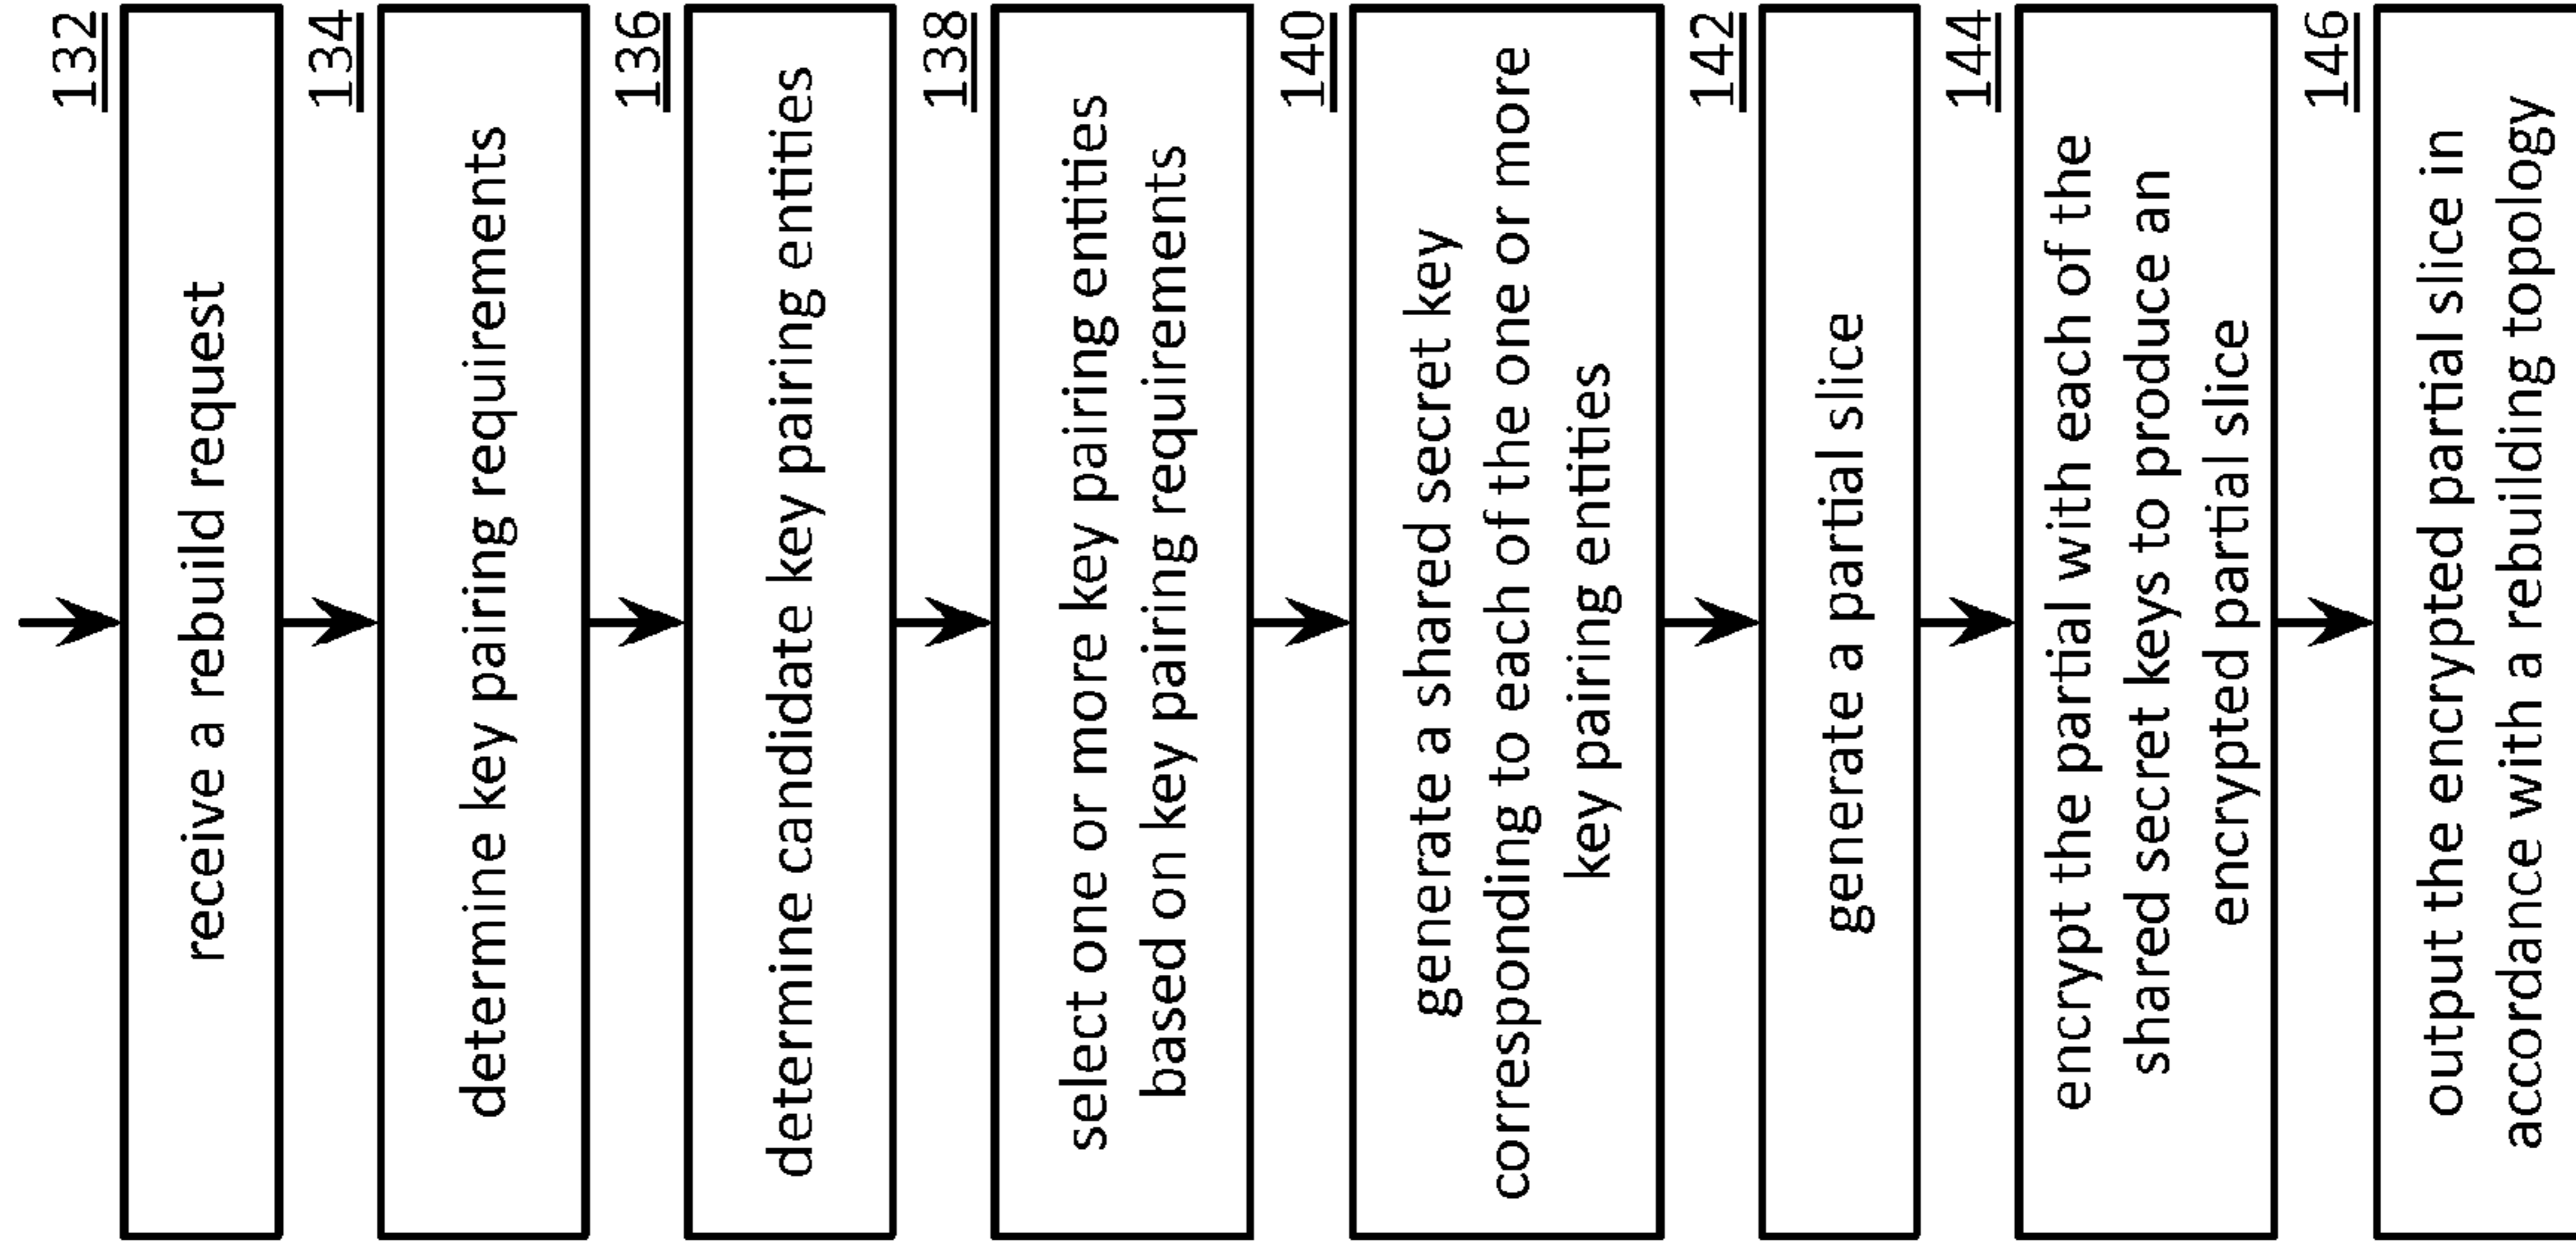 132
receive a rebuild request
134
determine key pairing requirements
136
determine candidate key pairing entities
138
select one or more key pairing entities
based on key pairing requirements
140
generate a shared secret key
corresponding to each of the one or more
key pairing entities
142
generate a partial slice
144
encrypt the partial with each of the
shared secret keys to produce an
encrypted partial slice
146
output the encrypted partial slice in
accordance with a rebuilding topology